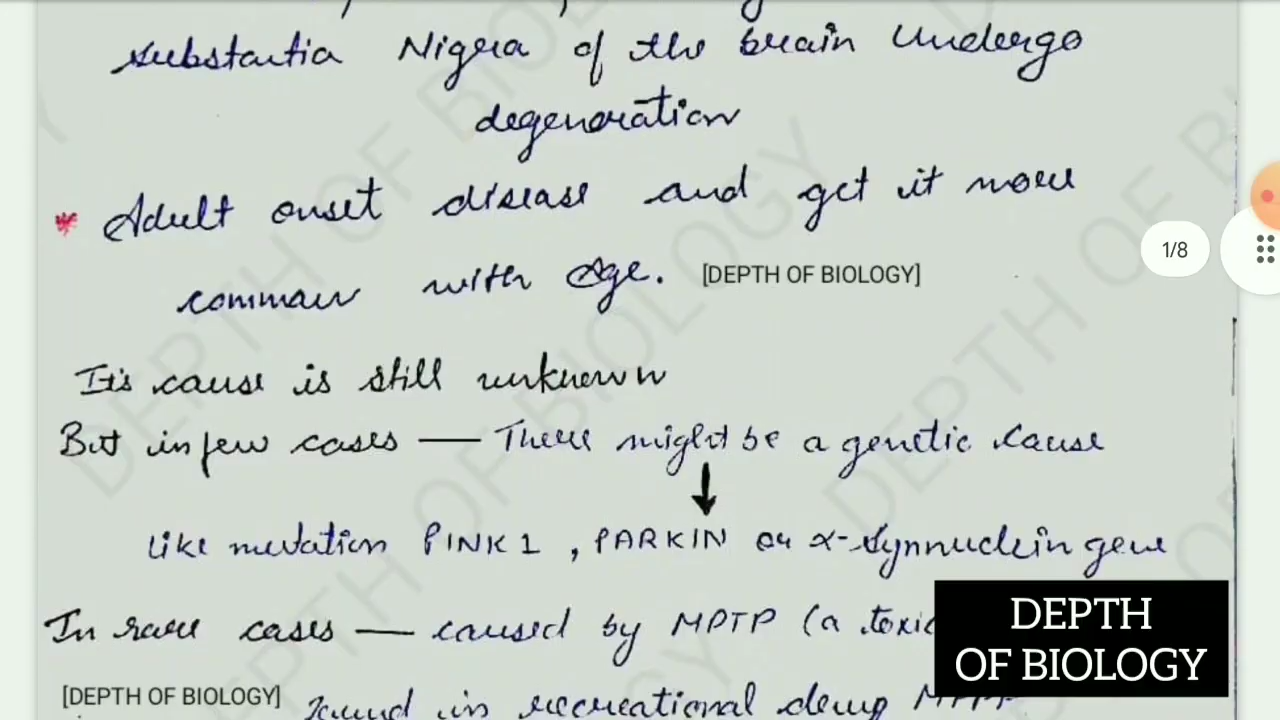 substantia Nigra of the brain undergo
degeneration
* Adult onset disease and get it more
common with Age. [DEPTH OF BIOLOGY]
1/8
It's cause is still unknown
But in few cases — There might be a genetic cause
↓
Like mutation PINK1, PARKIN or α-Synnuclein gene
In rare cases — caused by MPTP (a toxic
DEPTH
OF BIOLOGY
[DEPTH OF BIOLOGY] found in recreational drug